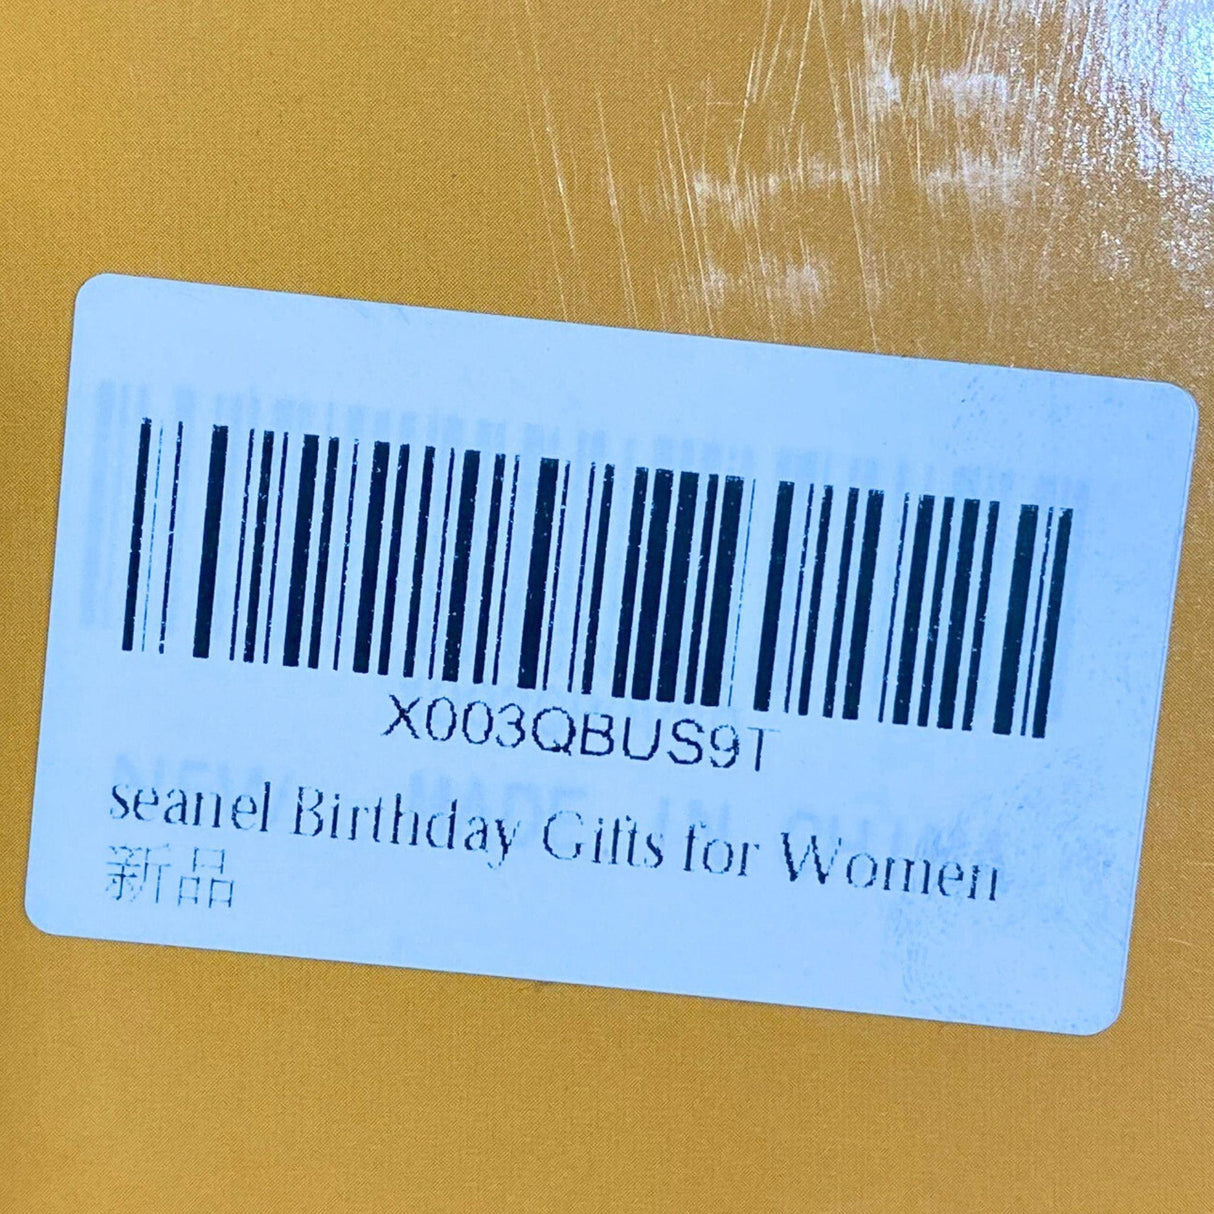 X003QBUS9T
seanel Birthday Gifts for Women
新品